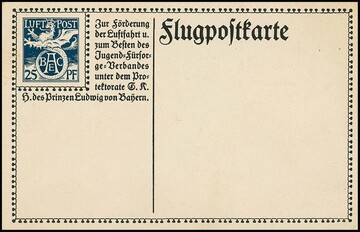 LUFT POST
BAEC
25 PF
Zur Förderung
der Luftfahrt u.
zum Besten des
Jugend-Fürsor-
ge-Verbandes
unter dem Pro-
tektorate S. K.
H. des Prinzen Ludwig von Bayern.
Flugpostkarte